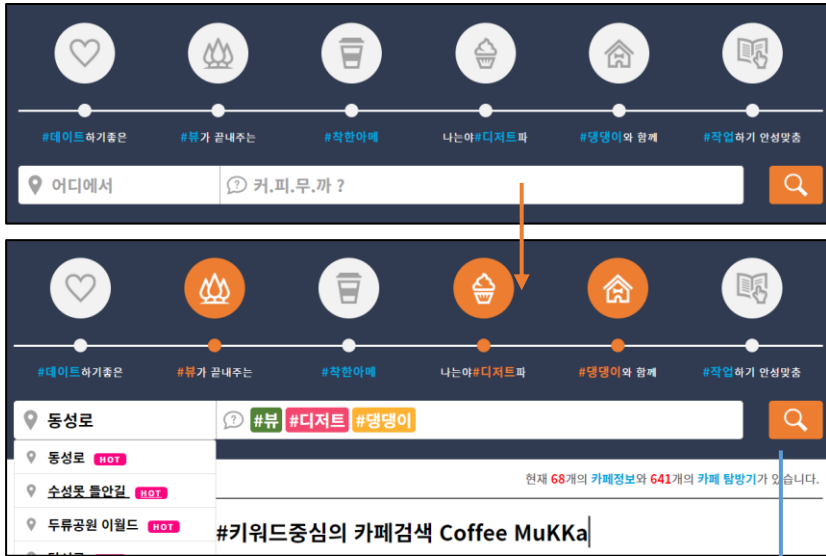 #데이트하기좋은 #뷰가 끝내주는 #착한아메 나는야#디저트파 #댕댕이와 함께 #작업하기 안성맞춤
어디에서 커.피.무.까 ?
#데이트하기좋은 #뷰가 끝내주는 #착한아메 나는야#디저트파 #댕댕이와 함께 #작업하기 안성맞춤
동성로 #뷰 #디저트 #댕댕이
동성로 HOT
현재 68개의 카페정보와 641개의 카페 탐방기가 있습니다.
수성못 들안길 HOT
두류공원 이월드 HOT
#키워드중심의 카페검색 Coffee MuKKa